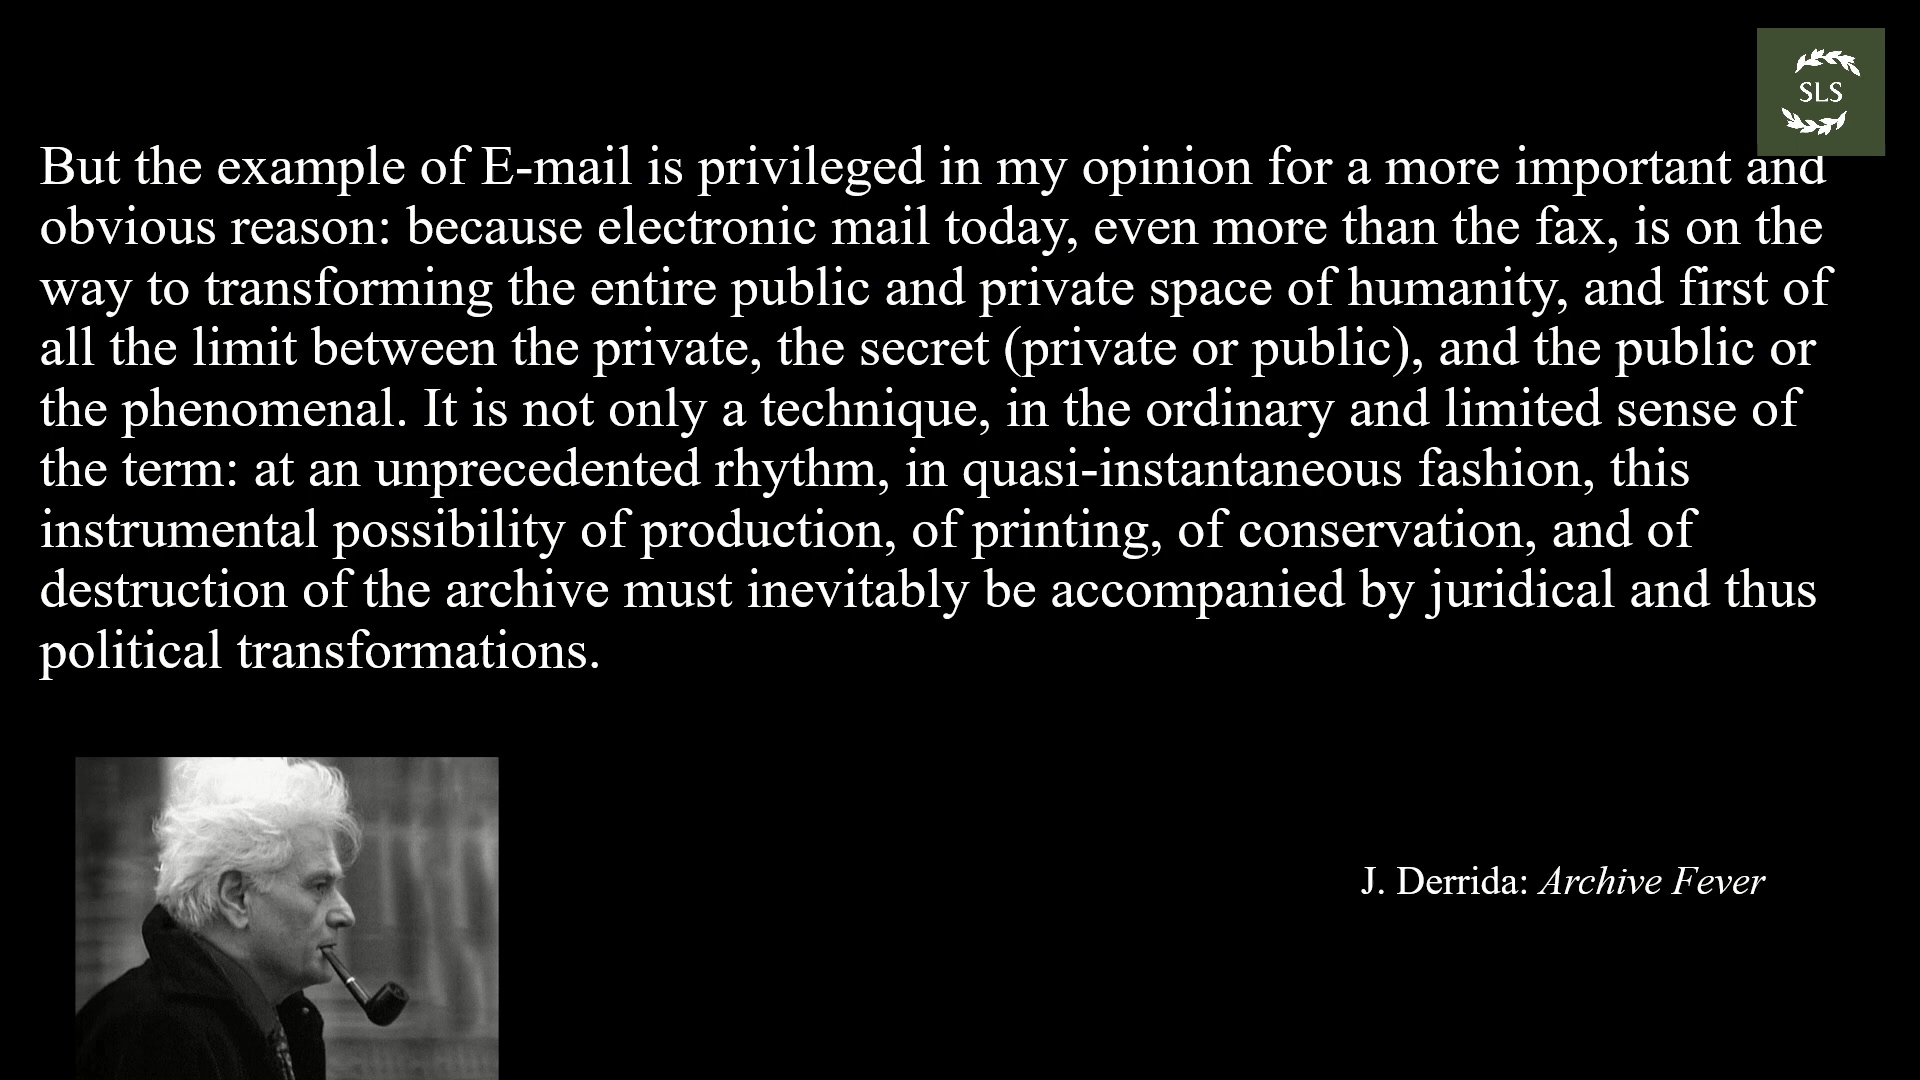 SLS
But the example of E-mail is privileged in my opinion for a more important and
obvious reason: because electronic mail today, even more than the fax, is on the
way to transforming the entire public and private space of humanity, and first of
all the limit between the private, the secret (private or public), and the public or
the phenomenal. It is not only a technique, in the ordinary and limited sense of
the term: at an unprecedented rhythm, in quasi-instantaneous fashion, this
instrumental possibility of production, of printing, of conservation, and of
destruction of the archive must inevitably be accompanied by juridical and thus
political transformations.
J. Derrida: Archive Fever